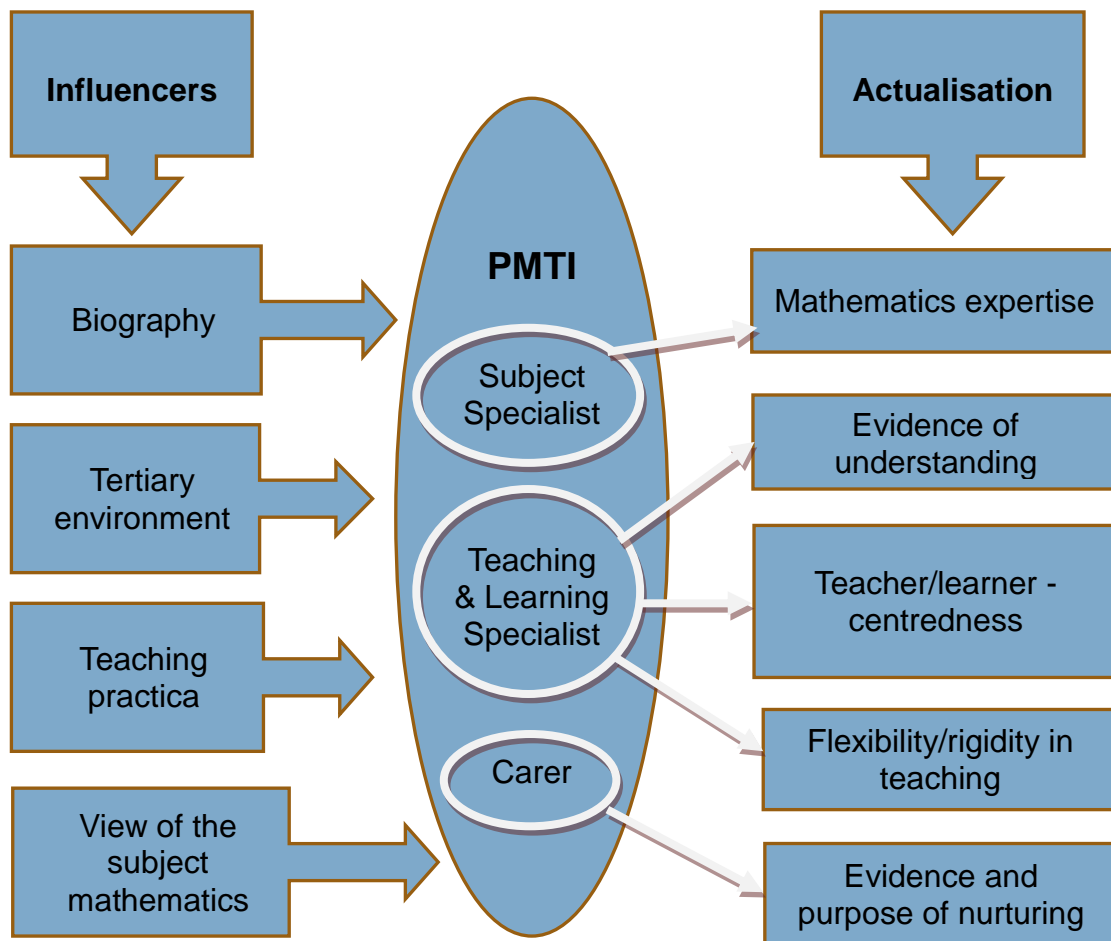 Influencers
Biography
Tertiary
environment
Teaching
practica
View of the
subject
mathematics
PMTI
Subject
Specialist
Teaching
& Learning
Specialist
Carer
Actualisation
Mathematics expertise
Evidence of
understanding
Teacher/learner -
centredness
Flexibility/rigidity in
teaching
Evidence and
purpose of nurturing